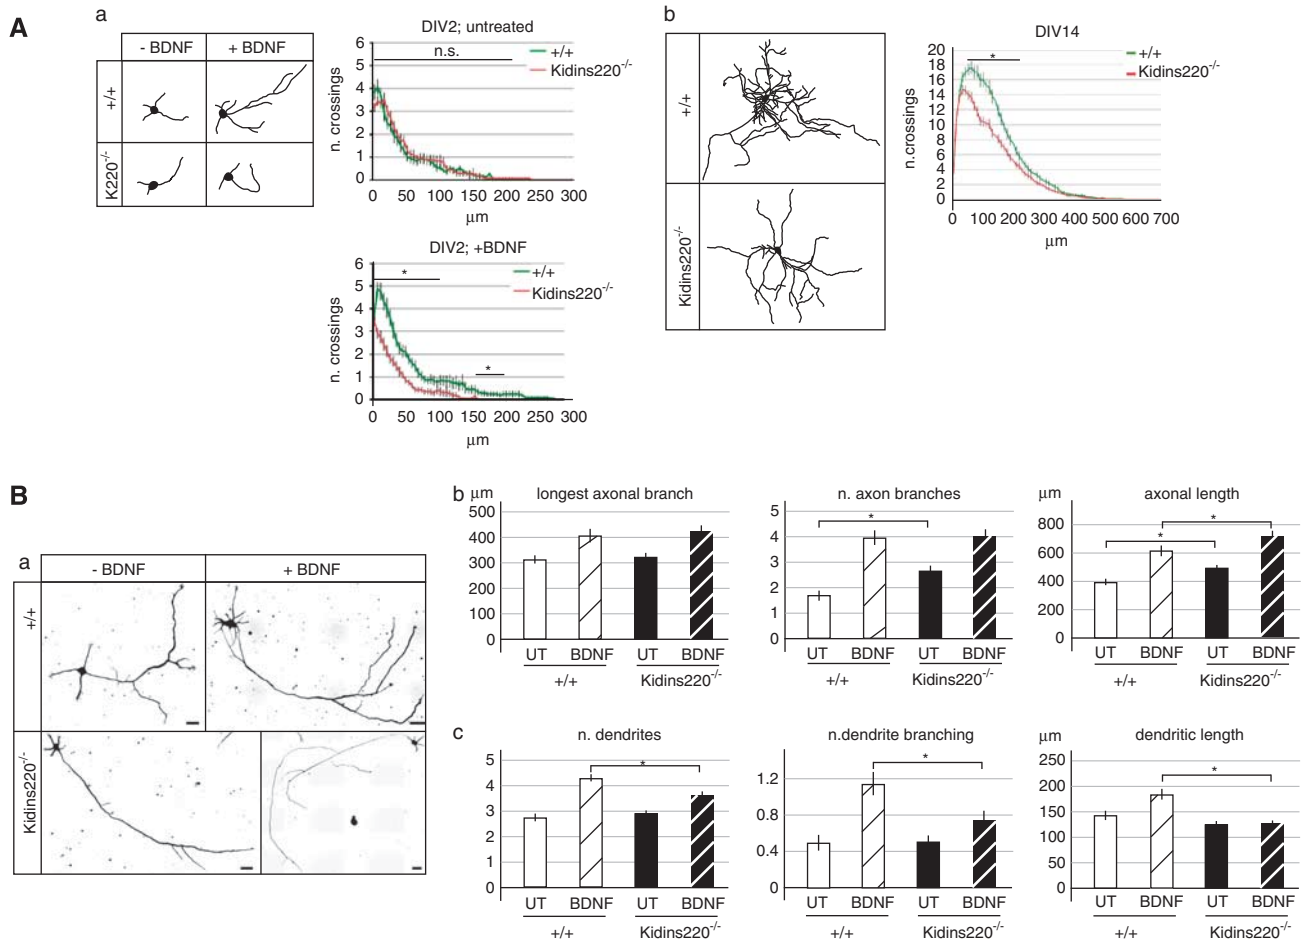 A
a
- BDNF
+ BDNF
+/+
K220-/-
DIV2; untreated
n. crossings
6
5
4
3
2
1
0
n.s.
+/+
Kidins220-/-
0 50 100 150 200 250 300
µm
DIV2; +BDNF
n. crossings
6
5
4
3
2
1
0
*
*
+/+
Kidins220-/-
0 50 100 150 200 250 300
µm
b
+/+
Kidins220-/-
DIV14
n.crossings
20
18
16
14
12
10
8
6
4
2
0
*
+/+
Kidins220-/-
0 100 200 300 400 500 600 700
µm
B
a
- BDNF
+ BDNF
+/+
Kidins220-/-
b
µm
longest axonal branch
500
400
300
200
100
0
UT BDNF UT BDNF
+/+ Kidins220-/-
n. axon branches
5
4
3
2
1
0
*
UT BDNF UT BDNF
+/+ Kidins220-/-
µm
axonal length
800
600
400
200
0
*
*
UT BDNF UT BDNF
+/+ Kidins220-/-
c
n. dendrites
5
4
3
2
1
0
*
UT BDNF UT BDNF
+/+ Kidins220-/-
n.dendrite branching
1.2
0.8
0.4
0
*
UT BDNF UT BDNF
+/+ Kidins220-/-
µm
dendritic length
250
200
150
100
50
0
*
UT BDNF UT BDNF
+/+ Kidins220-/-